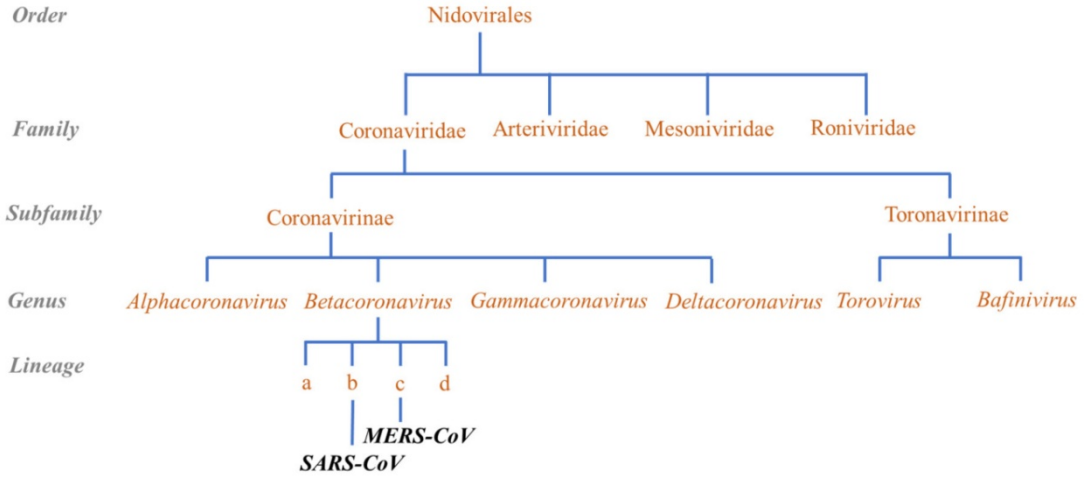 Order Nidovirales
Family Coronaviridae Arteriviridae Mesoniviridae Roniviridae
Subfamily Coronavirinae Toronavirinae
Genus Alphacoronavirus Betacoronavirus Gammacoronavirus Deltacoronavirus Torovirus Bafinivirus
Lineage
a b c d
MERS-CoV
SARS-CoV